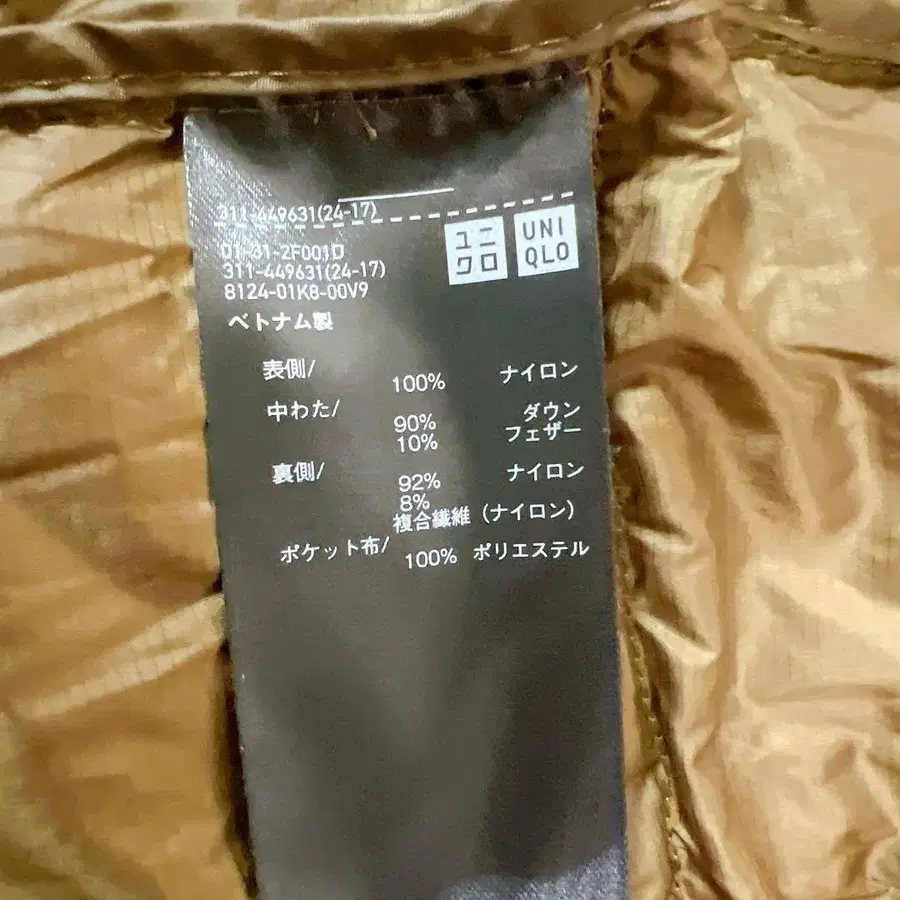 311-449631(24-17)
ユニクロ
UNIQLO
01-31-2F001D
311-449631(24-17)
8124-01K8-00V9
ベトナム製
表側/ 100% ナイロン
中わた/ 90% ダウン
10% フェザー
裏側/ 92% ナイロン
8%
複合繊維 (ナイロン)
ポケット布/ 100% ポリエステル